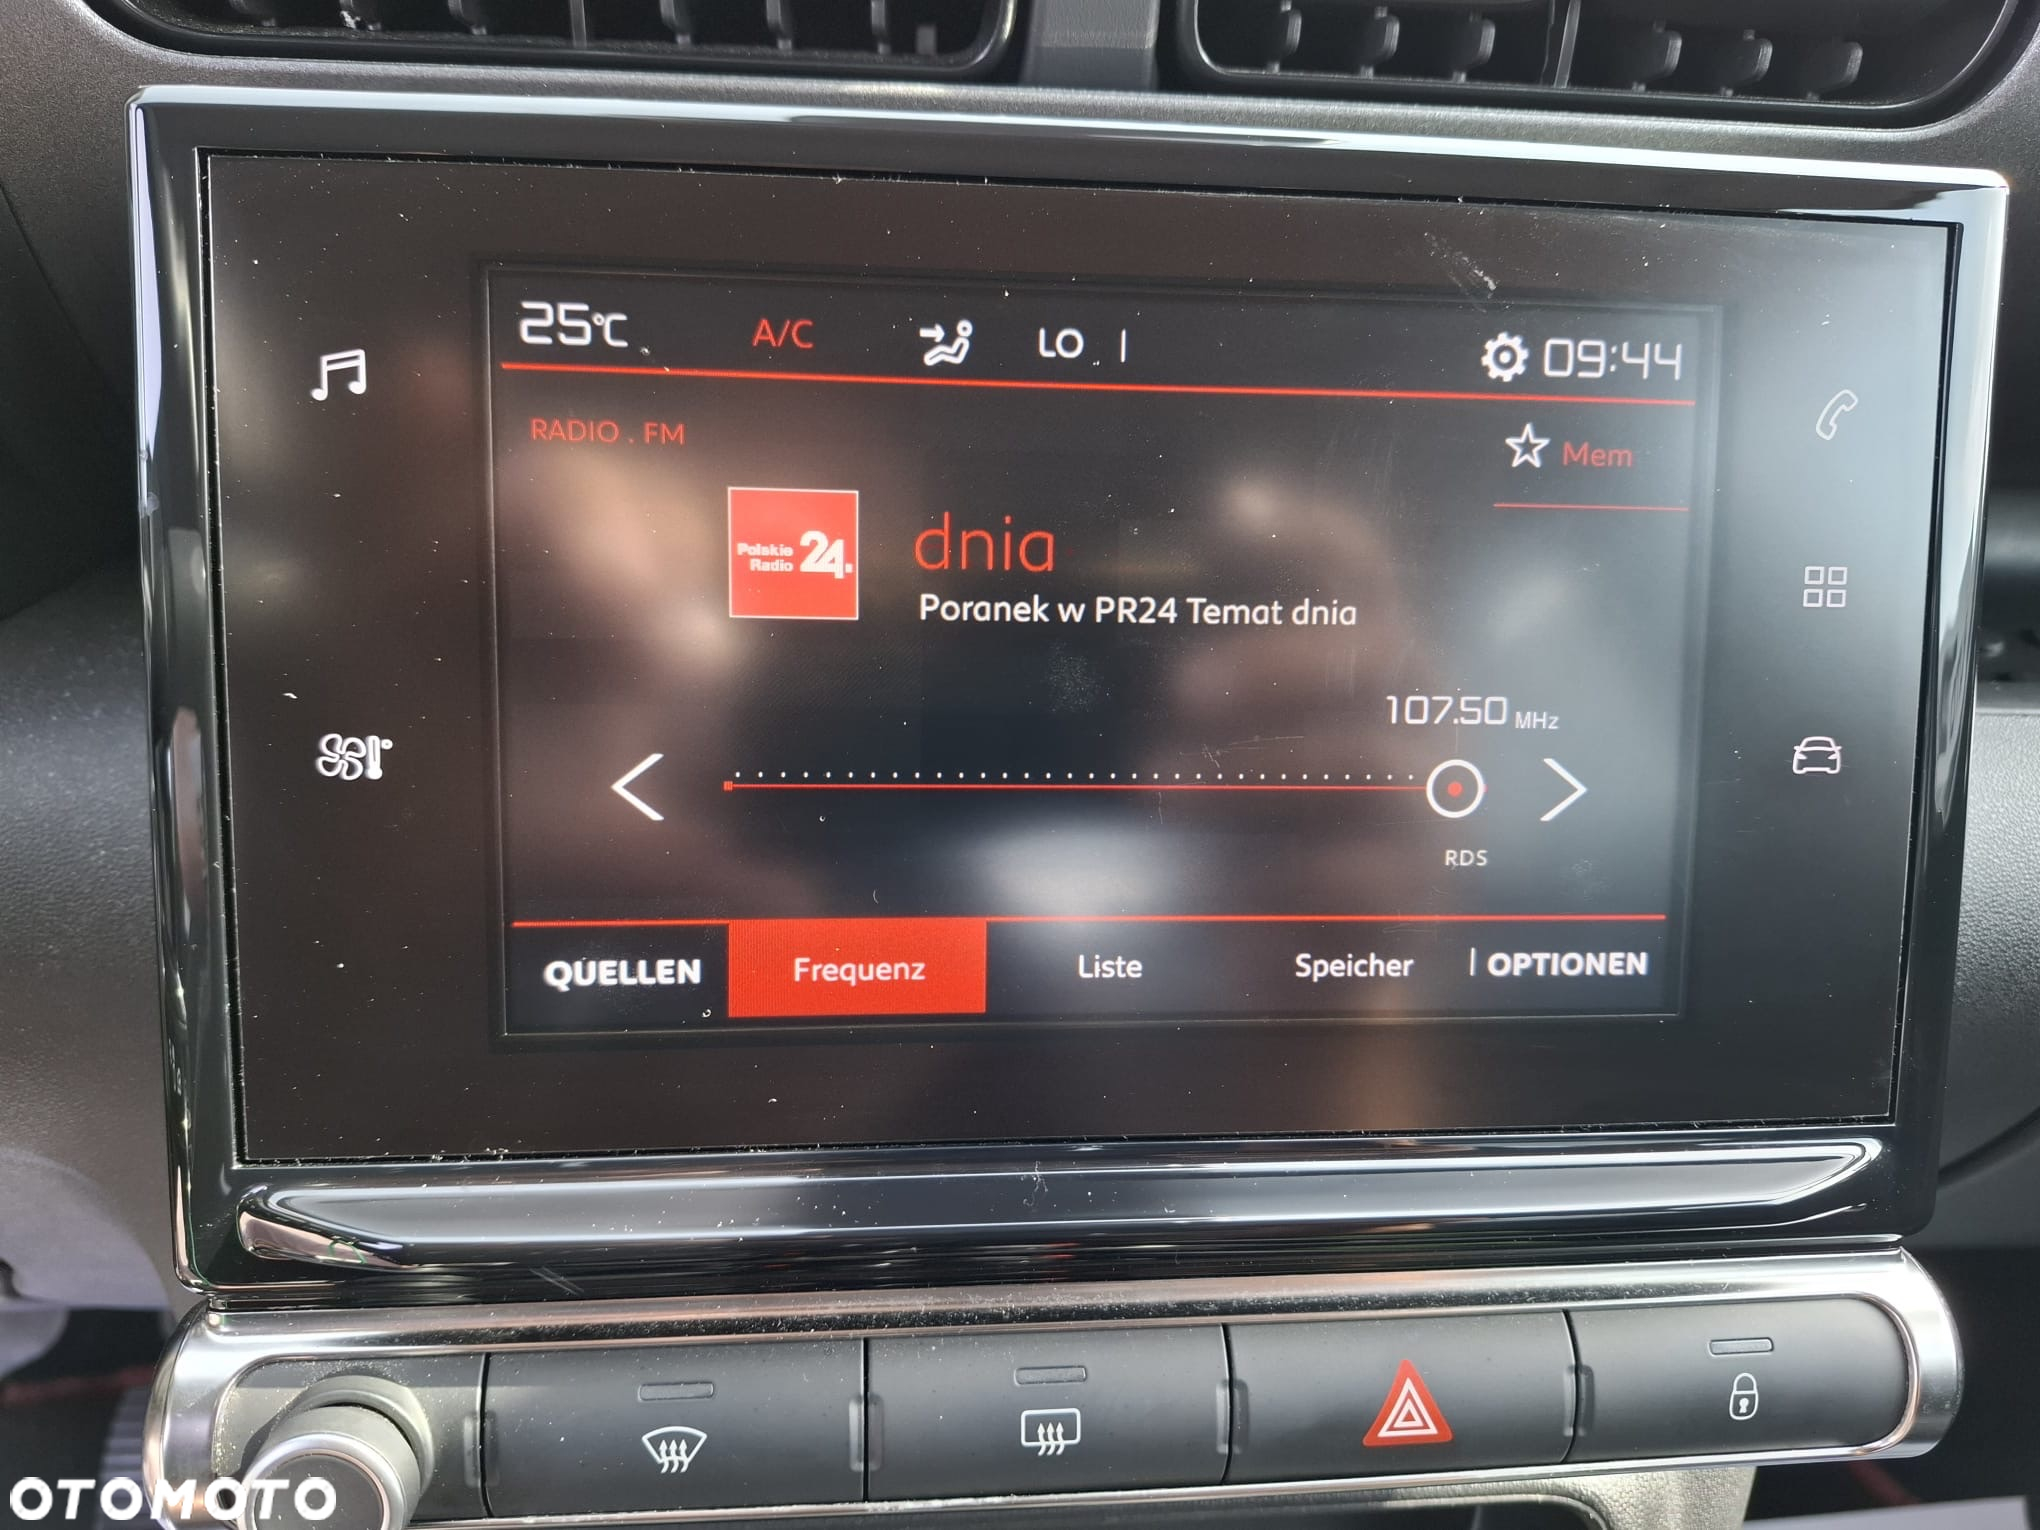 25°C A/C LO 09:44
RADIO . FM
Mem
Polskie Radio 24.
dnia
Poranek w PR24 Temat dnia
107.50 MHz
RDS
QUELLEN Frequenz Liste Speicher OPTIONEN
OTOMOTO